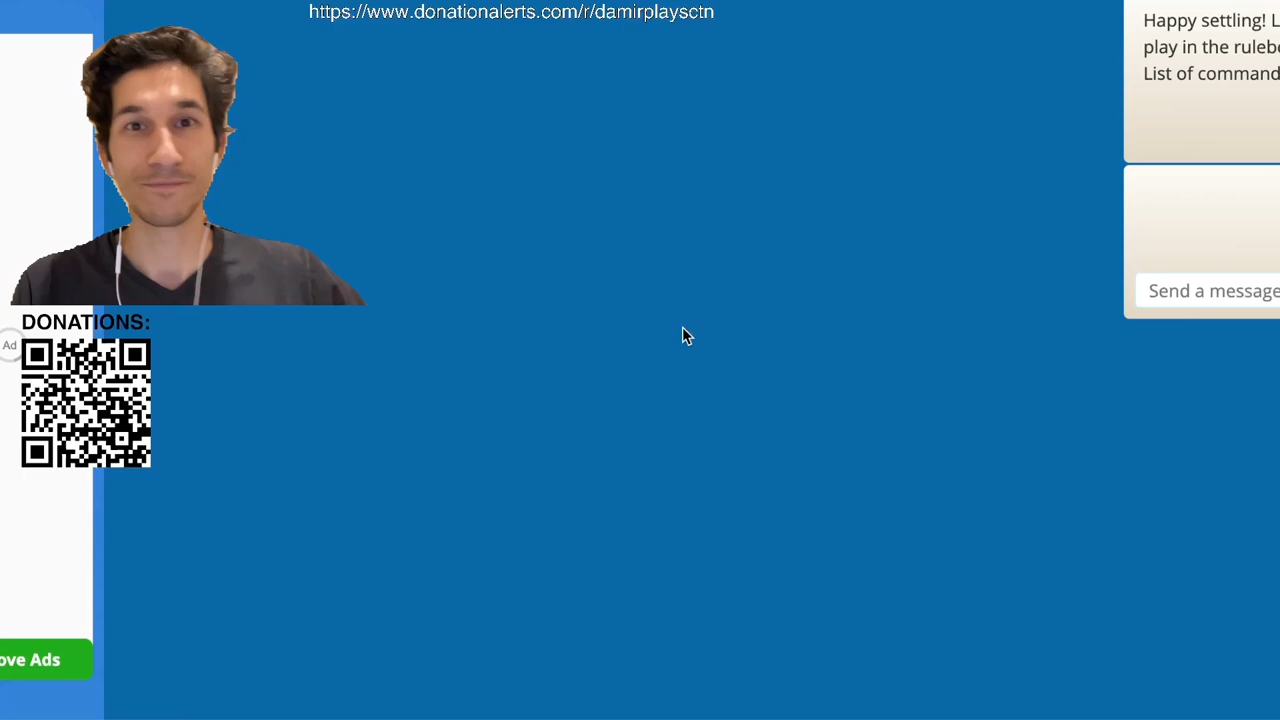 https://www.donationalerts.com/r/damirplaysctn
Happy settling! L
play in the rulebo
List of command
Send a message
DONATIONS:
Ad
ove Ads